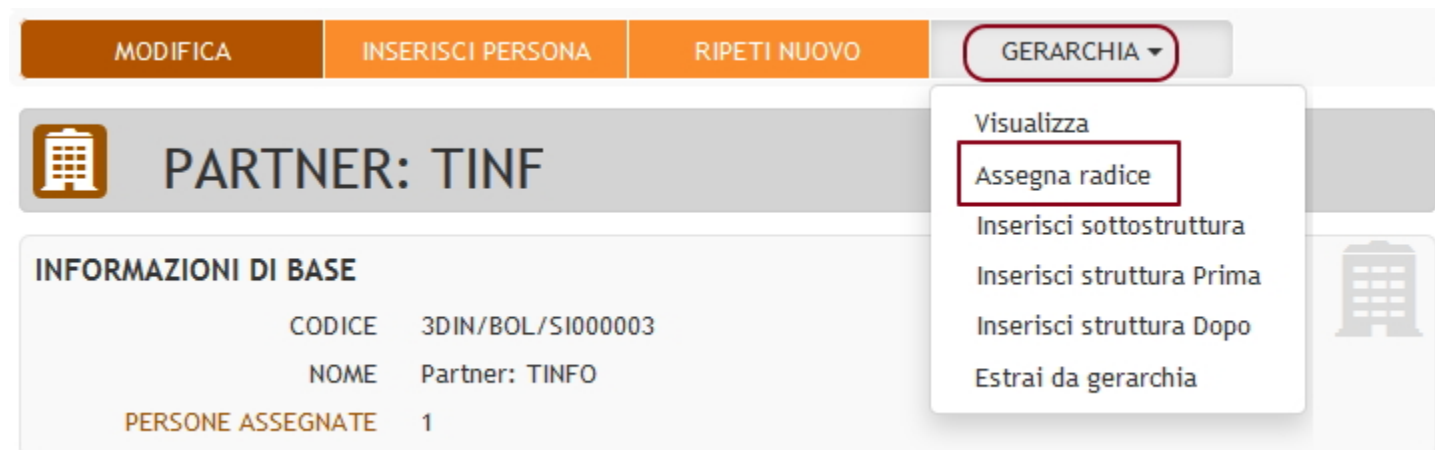 MODIFICA INSERISCI PERSONA RIPETI NUOVO GERARCHIA
Visualizza
Assegna radice
Inserisci sottostruttura
Inserisci struttura Prima
Inserisci struttura Dopo
Estrai da gerarchia
PARTNER: TINF
INFORMAZIONI DI BASE
CODICE 3DIN/BOL/SI000003
NOME Partner: TINFO
PERSONE ASSEGNATE 1